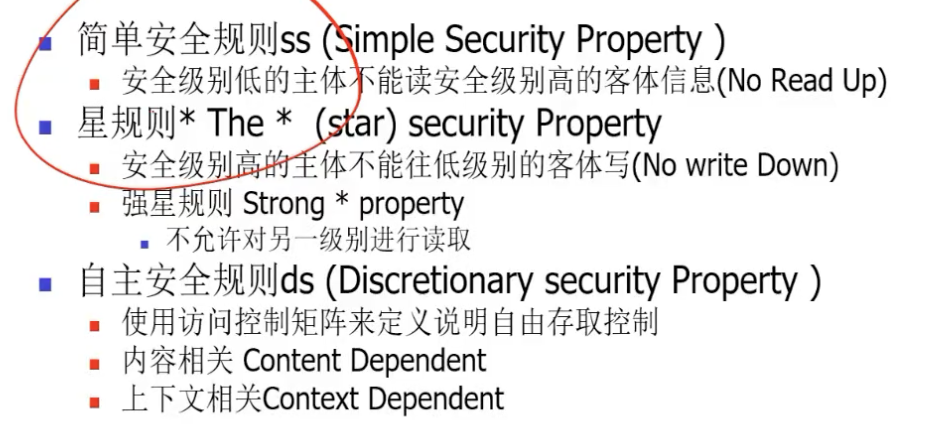 简单安全规则ss (Simple Security Property )
安全级别低的主体不能读安全级别高的客体信息(No Read Up)
星规则* The * (star) security Property
安全级别高的主体不能往低级别的客体写(No write Down)
强星规则 Strong * property
不允许对另一级别进行读取
自主安全规则ds (Discretionary security Property )
使用访问控制矩阵来定义说明自由存取控制
内容相关 Content Dependent
上下文相关Context Dependent